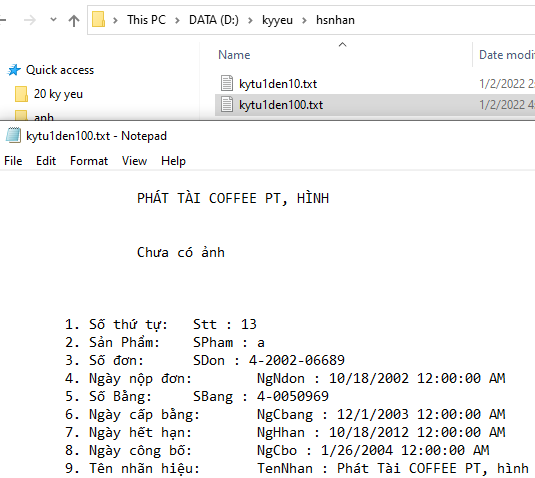 This PC > DATA (D:) > kyyeu > hsnhan
Name Date modi
Quick access
20 ky yeu
anh
kytu1den10.txt 1/2/2022 2:
kytu1den100.txt 1/2/2022 4:
kytu1den100.txt - Notepad
File Edit Format View Help
PHÁT TÀI COFFEE PT, HÌNH
Chưa có ảnh
1. Số thứ tự: Stt : 13
2. Sản Phẩm: SPham : a
3. Số đơn: SDon : 4-2002-06689
4. Ngày nộp đơn: NgNdon : 10/18/2002 12:00:00 AM
5. Số Bằng: SBang : 4-0050969
6. Ngày cấp bằng: NgCbang : 12/1/2003 12:00:00 AM
7. Ngày hết hạn: NgHhan : 10/18/2012 12:00:00 AM
8. Ngày công bố: NgCbo : 1/26/2004 12:00:00 AM
9. Tên nhãn hiệu: TenNhan : Phát Tài COFFEE PT, hình